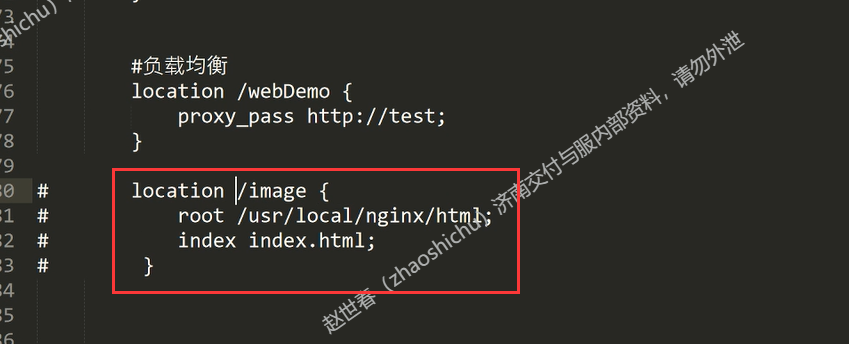 73
74
75 #负载均衡
76 location /webDemo {
77 proxy_pass http://test;
78 }
79
80 # location /image {
81 # root /usr/local/nginx/html;
82 # index index.html;
83 # }
84
85
86
shichu)
赵世春（zhaoshichu）济南交付与服内部资料，请勿外泄